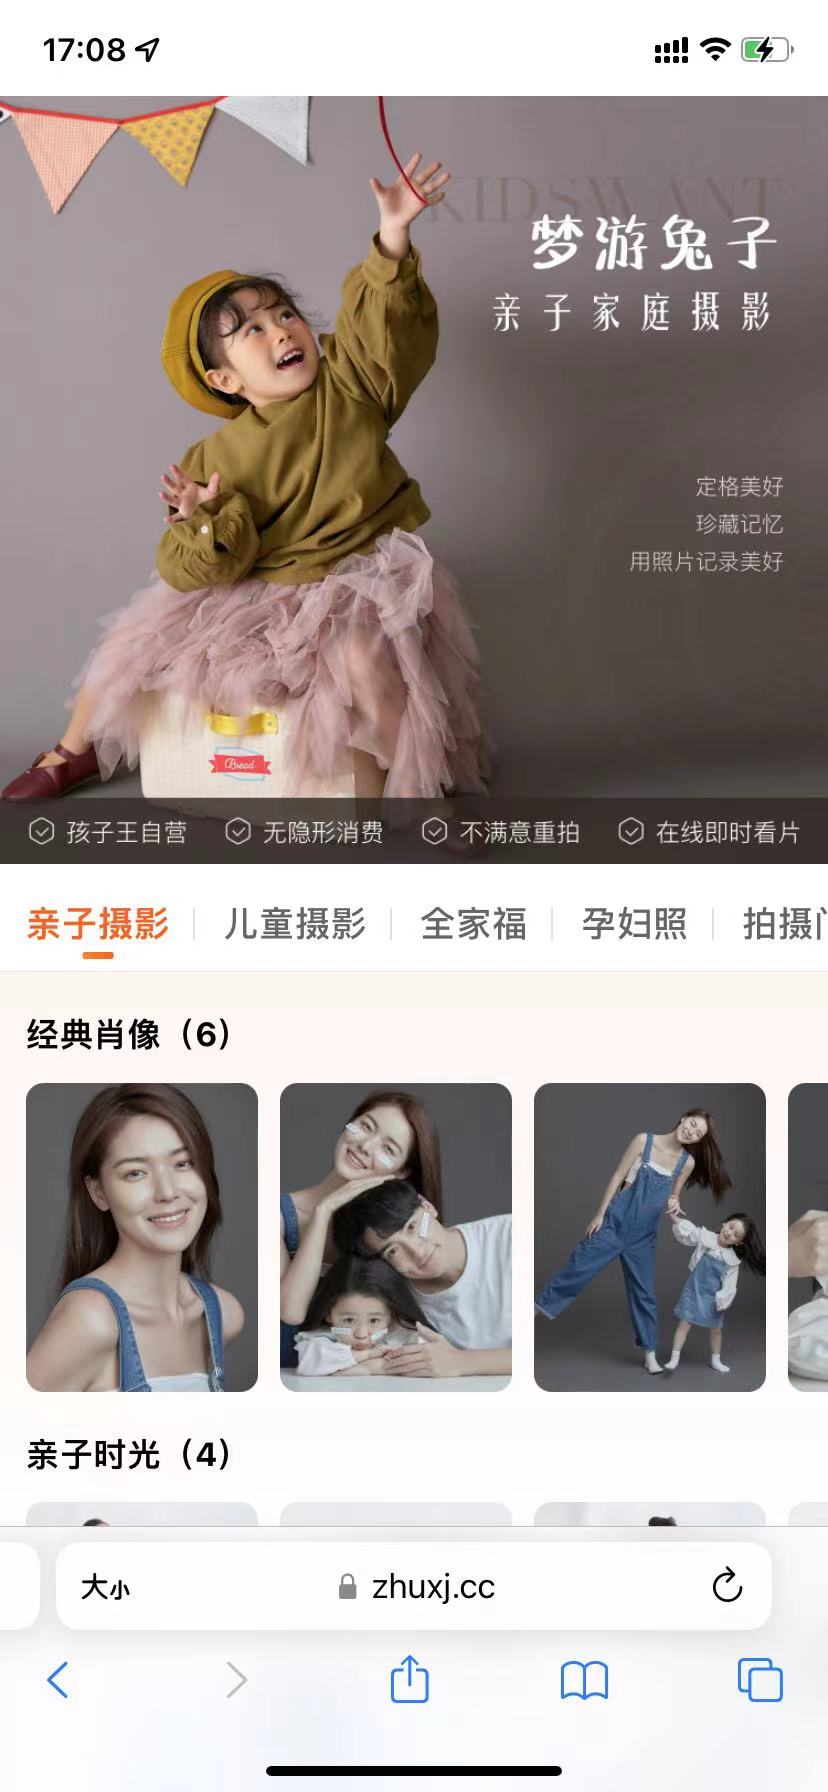 17:08
KIDSWANT
梦游兔子
亲子家庭摄影
定格美好
珍藏记忆
用照片记录美好
Bread
孩子王自营 无隐形消费 不满意重拍 在线即时看片
亲子摄影 儿童摄影 全家福 孕妇照 拍摄
经典肖像（6）
亲子时光（4）
大小 zhuxj.cc